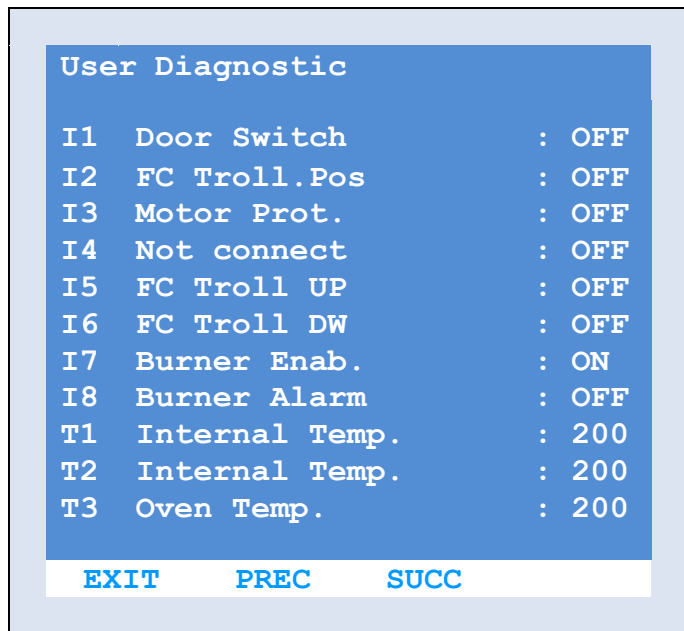 User Diagnostic
I1 Door Switch : OFF
I2 FC Troll.Pos : OFF
I3 Motor Prot. : OFF
I4 Not connect : OFF
I5 FC Troll UP : OFF
I6 FC Troll DW : OFF
I7 Burner Enab. : ON
I8 Burner Alarm : OFF
T1 Internal Temp. : 200
T2 Internal Temp. : 200
T3 Oven Temp. : 200
EXIT PREC SUCC